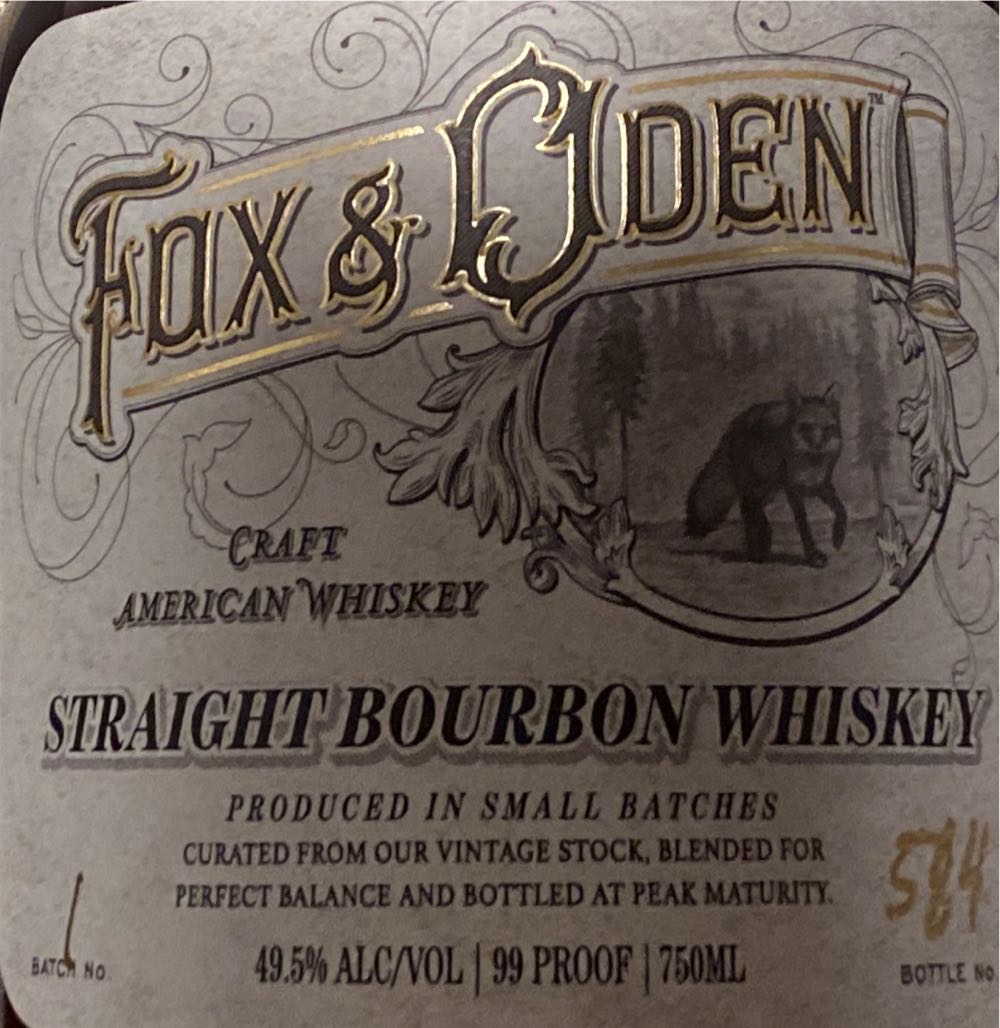 FOX & ODEN™
CRAFT
AMERICAN WHISKEY
STRAIGHT BOURBON WHISKEY
PRODUCED IN SMALL BATCHES
CURATED FROM OUR VINTAGE STOCK, BLENDED FOR
PERFECT BALANCE AND BOTTLED AT PEAK MATURITY.
1
BATCH No.
49.5% ALC/VOL | 99 PROOF | 750ML
584
BOTTLE No